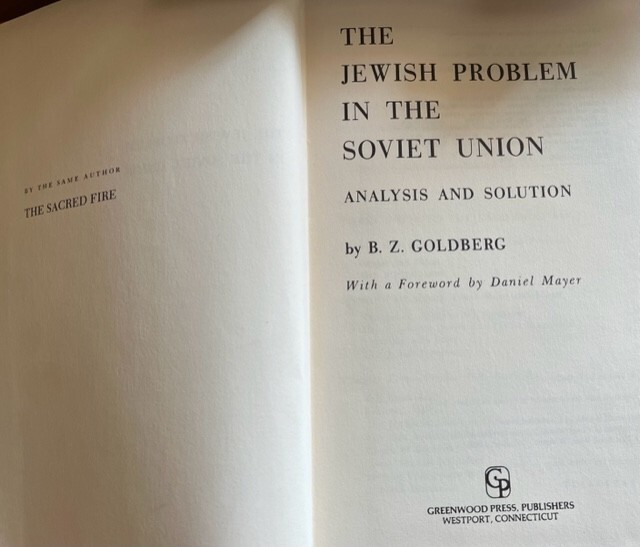 BY THE SAME AUTHOR
THE SACRED FIRE
THE
JEWISH PROBLEM
IN THE
SOVIET UNION
ANALYSIS AND SOLUTION
by B. Z. GOLDBERG
With a Foreword by Daniel Mayer
GP
GREENWOOD PRESS, PUBLISHERS
WESTPORT, CONNECTICUT